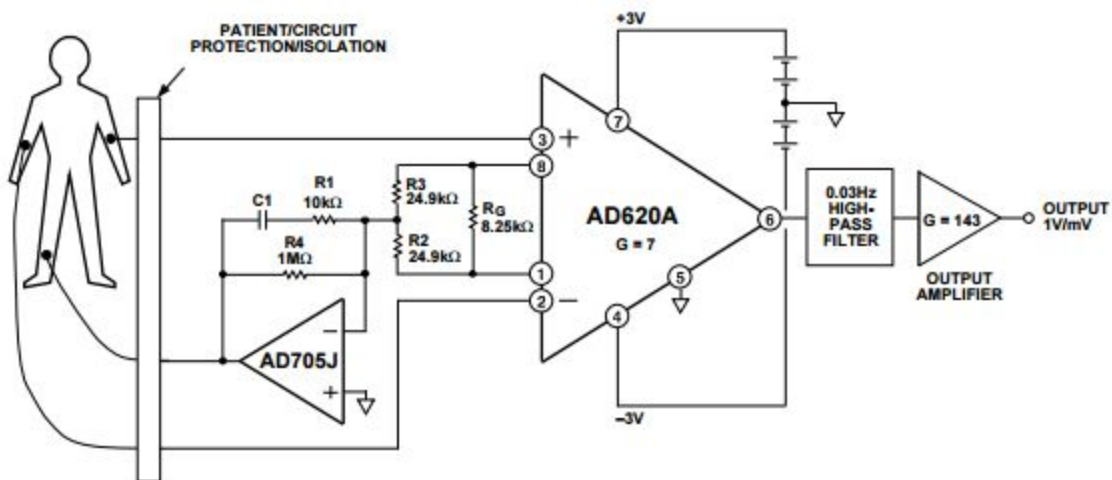 PATIENT/CIRCUIT
PROTECTION/ISOLATION
+3V
3
+
8
7
R1
10kΩ
C1
R3
24.9kΩ
RG
8.25kΩ
R4
1MΩ
R2
24.9kΩ
AD620A
G = 7
6
0.03Hz
HIGH-
PASS
FILTER
G = 143
OUTPUT
1V/mV
OUTPUT
AMPLIFIER
1
2
–
5
4
–
AD705J
+
–3V